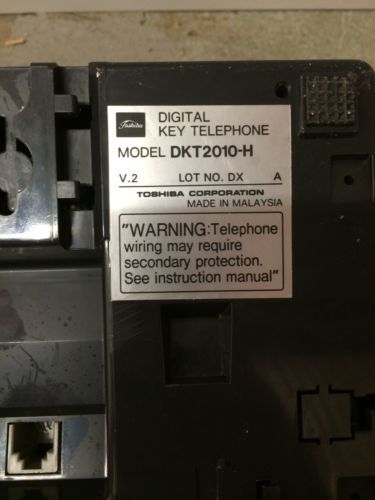 Toshiba
DIGITAL
KEY TELEPHONE
MODEL DKT2010-H
V.2 LOT NO. DX A
TOSHIBA CORPORATION
MADE IN MALAYSIA
"WARNING:Telephone
wiring may require
secondary protection.
See instruction manual"